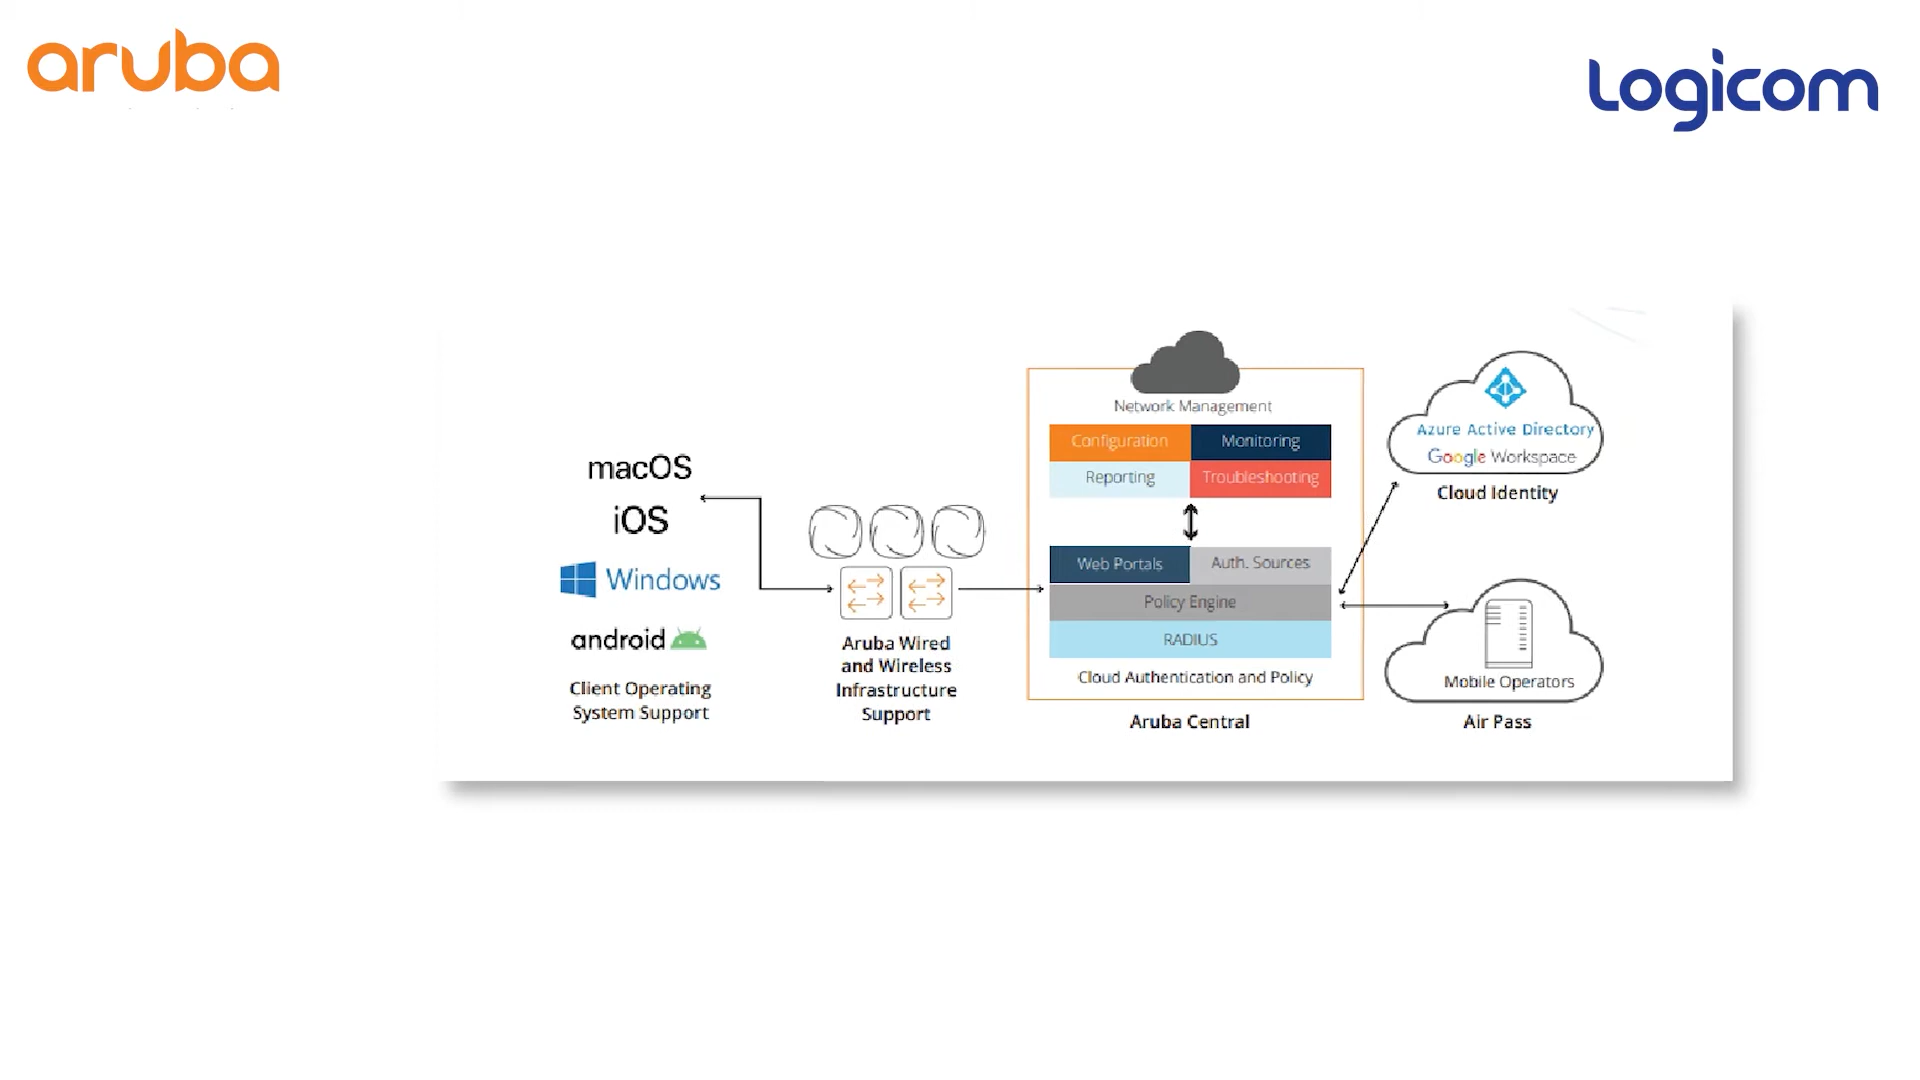 aruba
Logicom
Network Management
Configuration
Monitoring
Reporting
Troubleshooting
Web Portals
Auth. Sources
Policy Engine
RADIUS
Cloud Authentication and Policy
Aruba Central
macOS
iOS
Windows
android
Client Operating
System Support
Aruba Wired
and Wireless
Infrastructure
Support
Azure Active Directory
Google Workspace
Cloud Identity
Mobile Operators
Air Pass